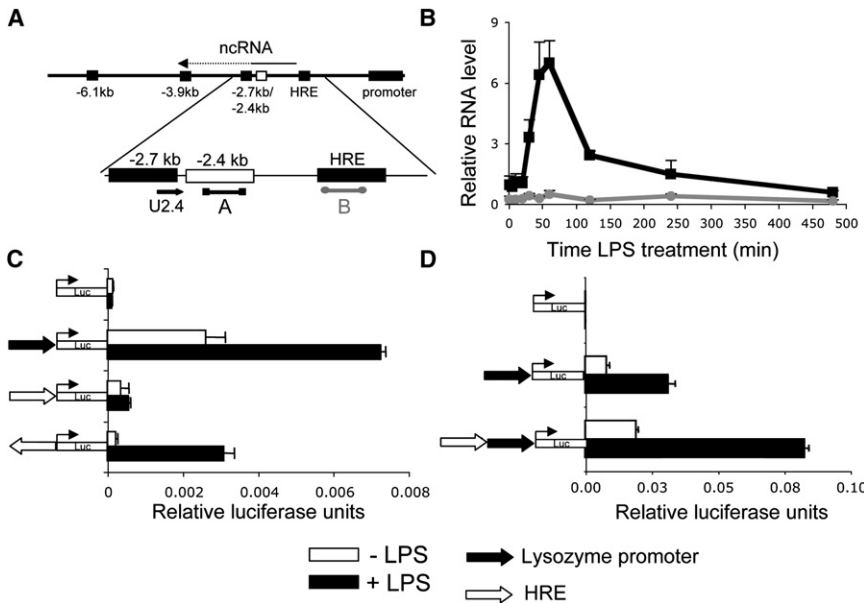 A
ncRNA
-6.1kb
-3.9kb
-2.7kb/
-2.4kb
HRE
promoter
-2.7 kb
-2.4 kb
HRE
U2.4
A
B
B
Relative RNA level
9
6
3
0
0 50 100 150 200 250 300 350 400 450 500
Time LPS treatment (min)
C
Luc
Luc
Luc
Luc
0 0.002 0.004 0.006 0.008
Relative luciferase units
D
Luc
Luc
Luc
0.00 0.03 0.05 0.08 0.10
Relative luciferase units
- LPS
+ LPS
Lysozyme promoter
HRE